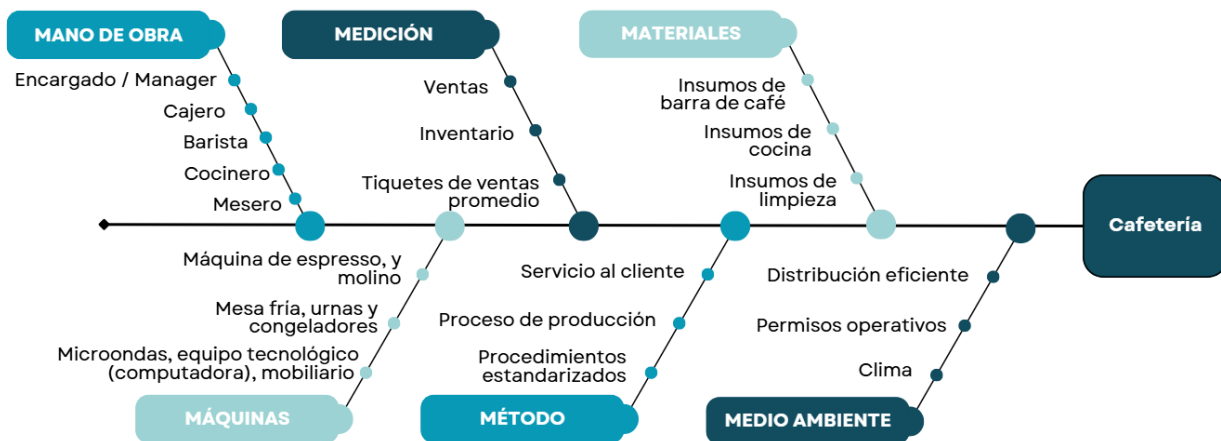 MANO DE OBRA
Encargado / Manager
Cajero
Barista
Cocinero
Mesero
MEDICIÓN
Ventas
Inventario
Tiquetes de ventas
promedio
MATERIALES
Insumos de
barra de café
Insumos de
cocina
Insumos de
limpieza
Cafetería
Máquina de espresso, y
molino
Mesa fría, urnas y
congeladores
Microondas, equipo tecnológico
(computadora), mobiliario
MÁQUINAS
Servicio al cliente
Proceso de producción
Procedimientos
estandarizados
MÉTODO
Distribución eficiente
Permisos operativos
Clima
MEDIO AMBIENTE